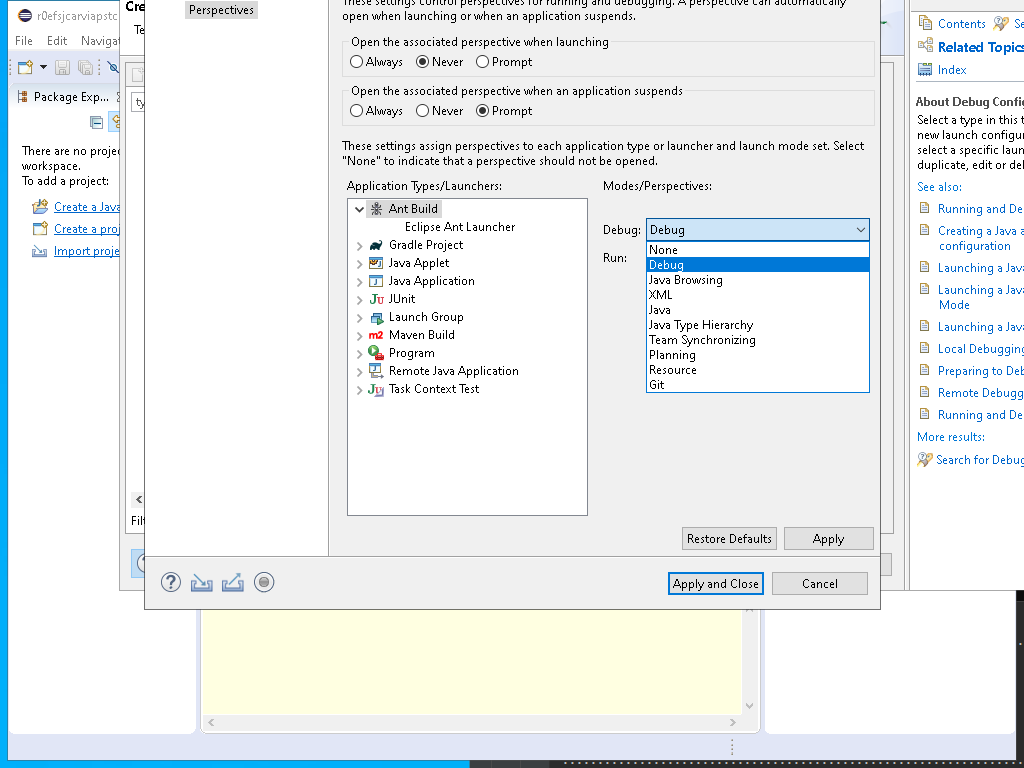 r0efsjcarviapstc
File Edit Navigat
Package Exp...
There are no proje
workspace.
To add a project:
Create a Java
Create a proj
Import proje
Cre
Te
ty
Filt
Perspectives
These settings control perspectives for running and debugging. A perspective can automatically
open when launching or when an application suspends.
Open the associated perspective when launching
Always Never Prompt
Open the associated perspective when an application suspends
Always Never Prompt
These settings assign perspectives to each application type or launcher and launch mode set. Select
"None" to indicate that a perspective should not be opened.
Application Types/Launchers:
Ant Build
Eclipse Ant Launcher
Gradle Project
Java Applet
Java Application
Ju JUnit
Launch Group
m2 Maven Build
Program
Remote Java Application
Task Context Test
Modes/Perspectives:
Debug: Debug
Run:
None
Debug
Java Browsing
XML
Java
Java Type Hierarchy
Team Synchronizing
Planning
Resource
Git
Restore Defaults Apply
Apply and Close Cancel
Contents Se
Related Topics
Index
About Debug Config
Select a type in this t
new launch configur
select a specific laun
duplicate, edit or del
See also:
Running and De
Creating a Java a
configuration
Launching a Java
Launching a Java
Mode
Launching a Java
Local Debugging
Preparing to Deb
Remote Debugg
Running and De
More results:
Search for Debug